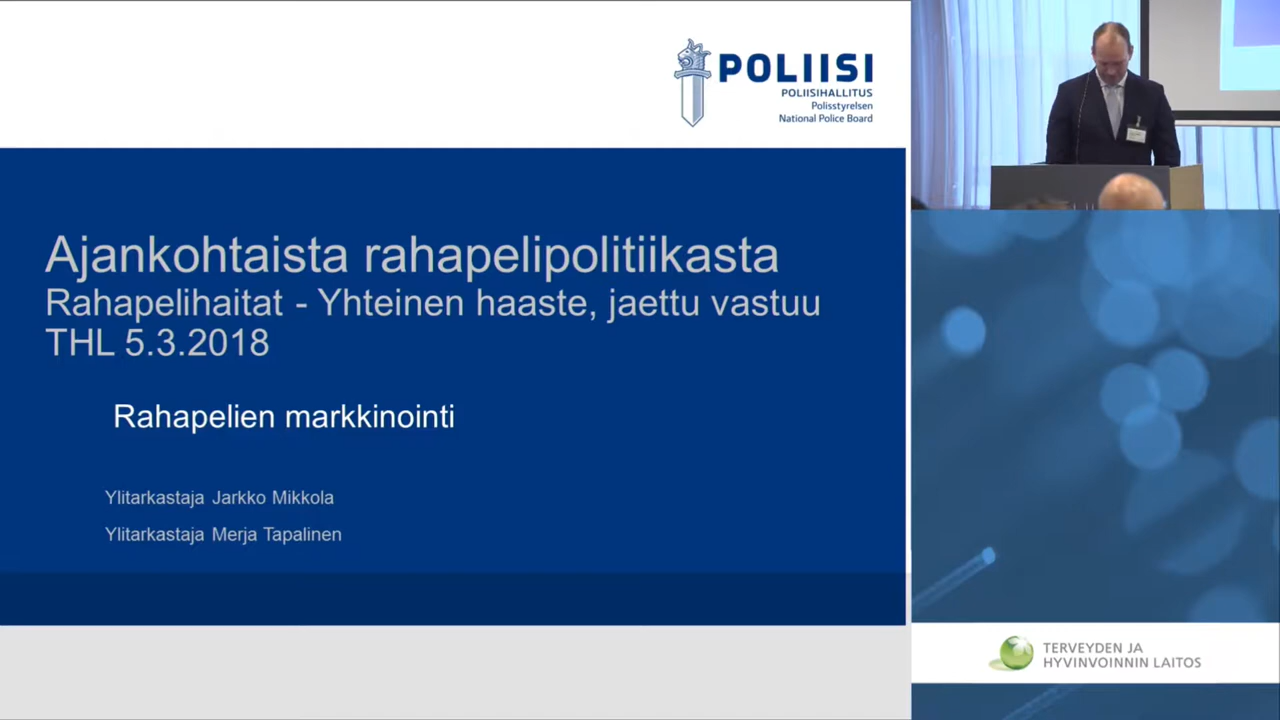 POLIISI
POLIISIHALLITUS
Polisstyrelsen
National Police Board
Ajankohtaista rahapelipolitiikasta
Rahapelihaitat - Yhteinen haaste, jaettu vastuu
THL 5.3.2018
Rahapelien markkinointi
Ylitarkastaja Jarkko Mikkola
Ylitarkastaja Merja Tapalinen
TERVEYDEN JA
HYVINVOINNIN LAITOS